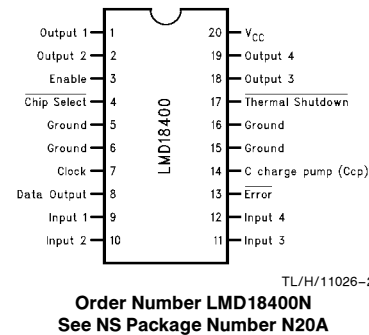 Output 1 1 20 VCC
Output 2 2 19 Output 4
Enable 3 18 Output 3
Chip Select 4 17 Thermal Shutdown
Ground 5 16 Ground
Ground 6 15 Ground
Clock 7 14 C charge pump (Ccp)
Data Output 8 13 Error
Input 1 9 12 Input 4
Input 2 10 11 Input 3
LMD18400
TL/H/11026–2
Order Number LMD18400N
See NS Package Number N20A